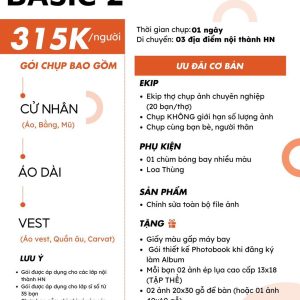 BASIC 2
315K/người
Thời gian chụp: 01 ngày
Di chuyển: 03 địa điểm nội thành HN
GÓI CHỤP BAO GỒM
CỬ NHÂN
(Áo, Bằng, Mũ)
ÁO DÀI
VEST
(Áo vest, Quần âu, Carvat)
LƯU Ý
Gói được áp dụng cho các lớp nội thành HN
Gói được áp dụng cho lớp sĩ số từ 35 bạn
ƯU ĐÃI CƠ BẢN
EKIP
Ekip thợ chụp ảnh chuyên nghiệp (20 bạn/thợ)
Chụp KHÔNG giới hạn số lượng ảnh
Chụp cùng bạn bè, người thân
PHỤ KIỆN
01 chùm bóng bay nhiều màu
Loa Thùng
SẢN PHẨM
Chỉnh sửa toàn bộ file ảnh
TẶNG
Giấy màu gấp máy bay
Gói thiết kế Photobook khi đăng ký làm Album
Mỗi bạn 02 ảnh ép lụa cao cấp 13x18 (TẬP THỂ)
02 ảnh 20x30 gỗ để bàn (hoặc 01 ảnh